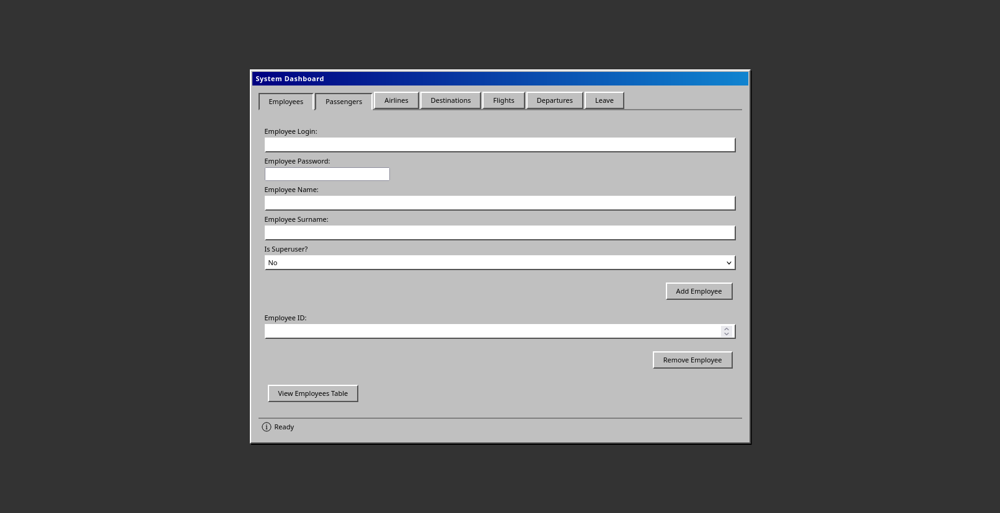 System Dashboard
Employees Passengers Airlines Destinations Flights Departures Leave
Employee Login:
Employee Password:
Employee Name:
Employee Surname:
Is Superuser?
No
Add Employee
Employee ID:
Remove Employee
View Employees Table
Ready